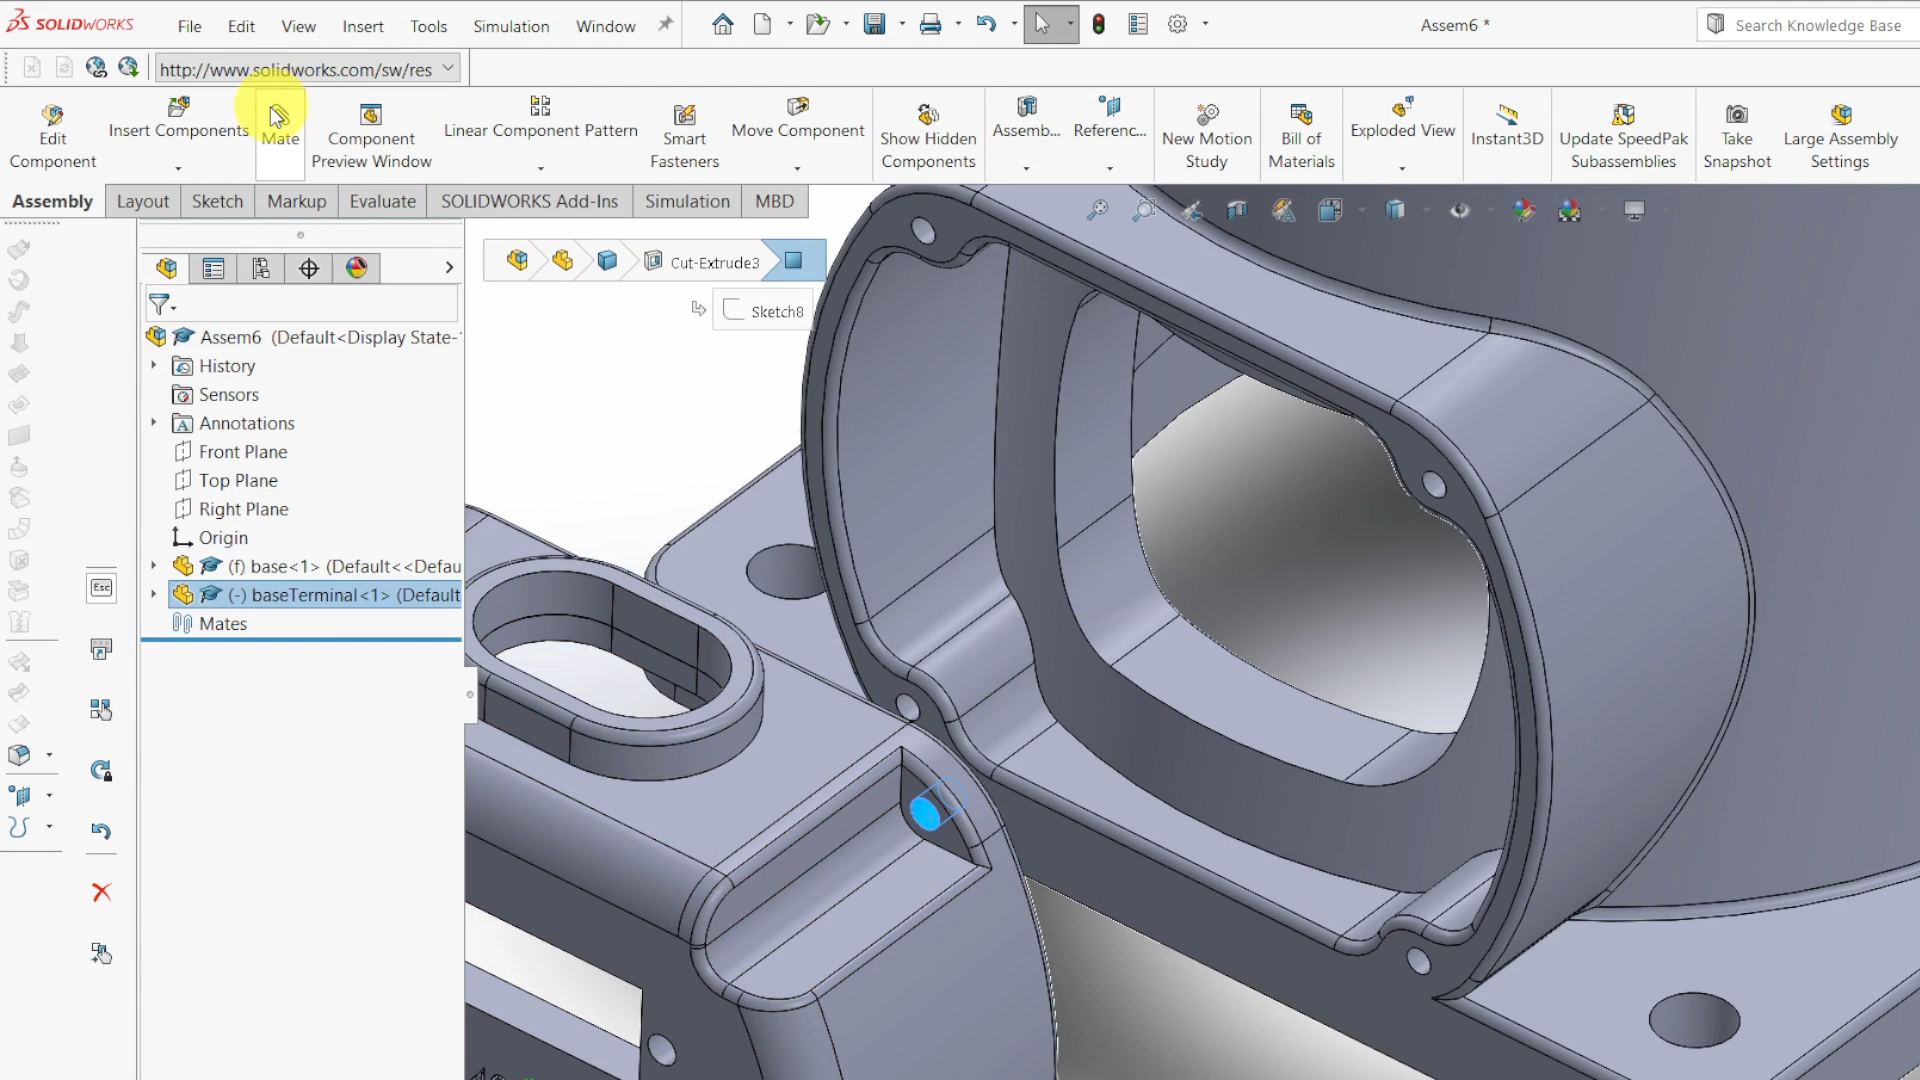 SOLIDWORKS File Edit View Insert Tools Simulation Window Assem6 * Search Knowledge Base
http://www.solidworks.com/sw/res
Edit Component
Insert Components
Mate
Component Preview Window
Linear Component Pattern
Smart Fasteners
Move Component
Show Hidden Components
Assemb...
Referenc...
New Motion Study
Bill of Materials
Exploded View
Instant3D
Update SpeedPak Subassemblies
Take Snapshot
Large Assembly Settings
Assembly Layout Sketch Markup Evaluate SOLIDWORKS Add-Ins Simulation MBD
Cut-Extrude3
Sketch8
Assem6 (Default<Display State-
History
Sensors
Annotations
Front Plane
Top Plane
Right Plane
Origin
(f) base<1> (Default<<Defau
(-) baseTerminal<1> (Default
Mates
Esc